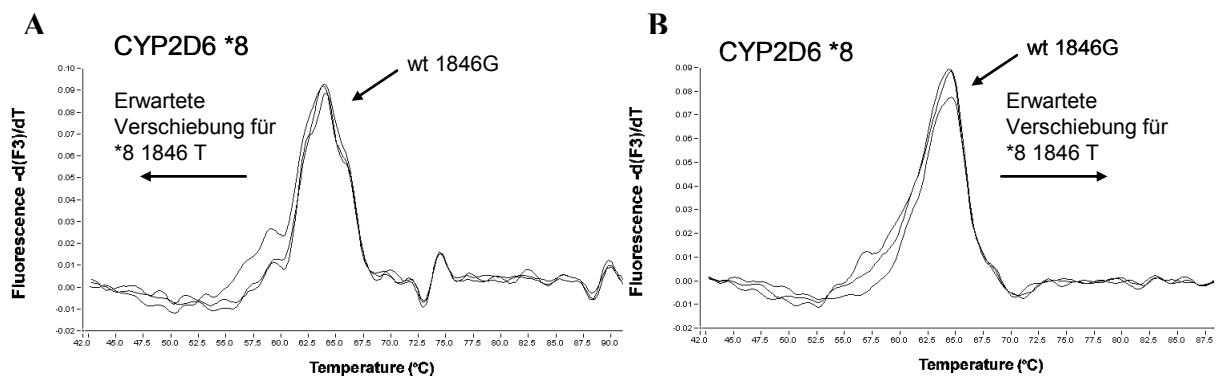 A
CYP2D6 *8
wt 1846G
Erwartete
Verschiebung für
*8 1846 T
Fluorescence -d(F3)/dT
0.10
0.09
0.08
0.07
0.06
0.05
0.04
0.03
0.02
0.01
0.00
-0.01
-0.02
42.0 45.0 47.5 50.0 52.5 55.0 57.5 60.0 62.5 65.0 67.5 70.0 72.5 75.0 77.5 80.0 82.5 85.0 87.5 90.0
Temperature (°C)
B
CYP2D6 *8
wt 1846G
Erwartete
Verschiebung für
*8 1846 T
Fluorescence -d(F3)/dT
0.09
0.08
0.07
0.06
0.05
0.04
0.03
0.02
0.01
0.00
-0.01
-0.02
42.0 45.0 47.5 50.0 52.5 55.0 57.5 60.0 62.5 65.0 67.5 70.0 72.5 75.0 77.5 80.0 82.5 85.0 87.5
Temperature (°C)